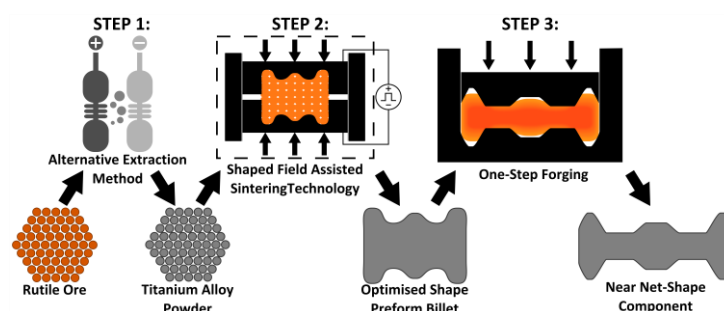 STEP 1:
STEP 2:
STEP 3:
+
−
Alternative Extraction
Method
Shaped Field Assisted
SinteringTechnology
One-Step Forging
Rutile Ore
Titanium Alloy
Powder
Optimised Shape
Preform Billet
Near Net-Shape
Component